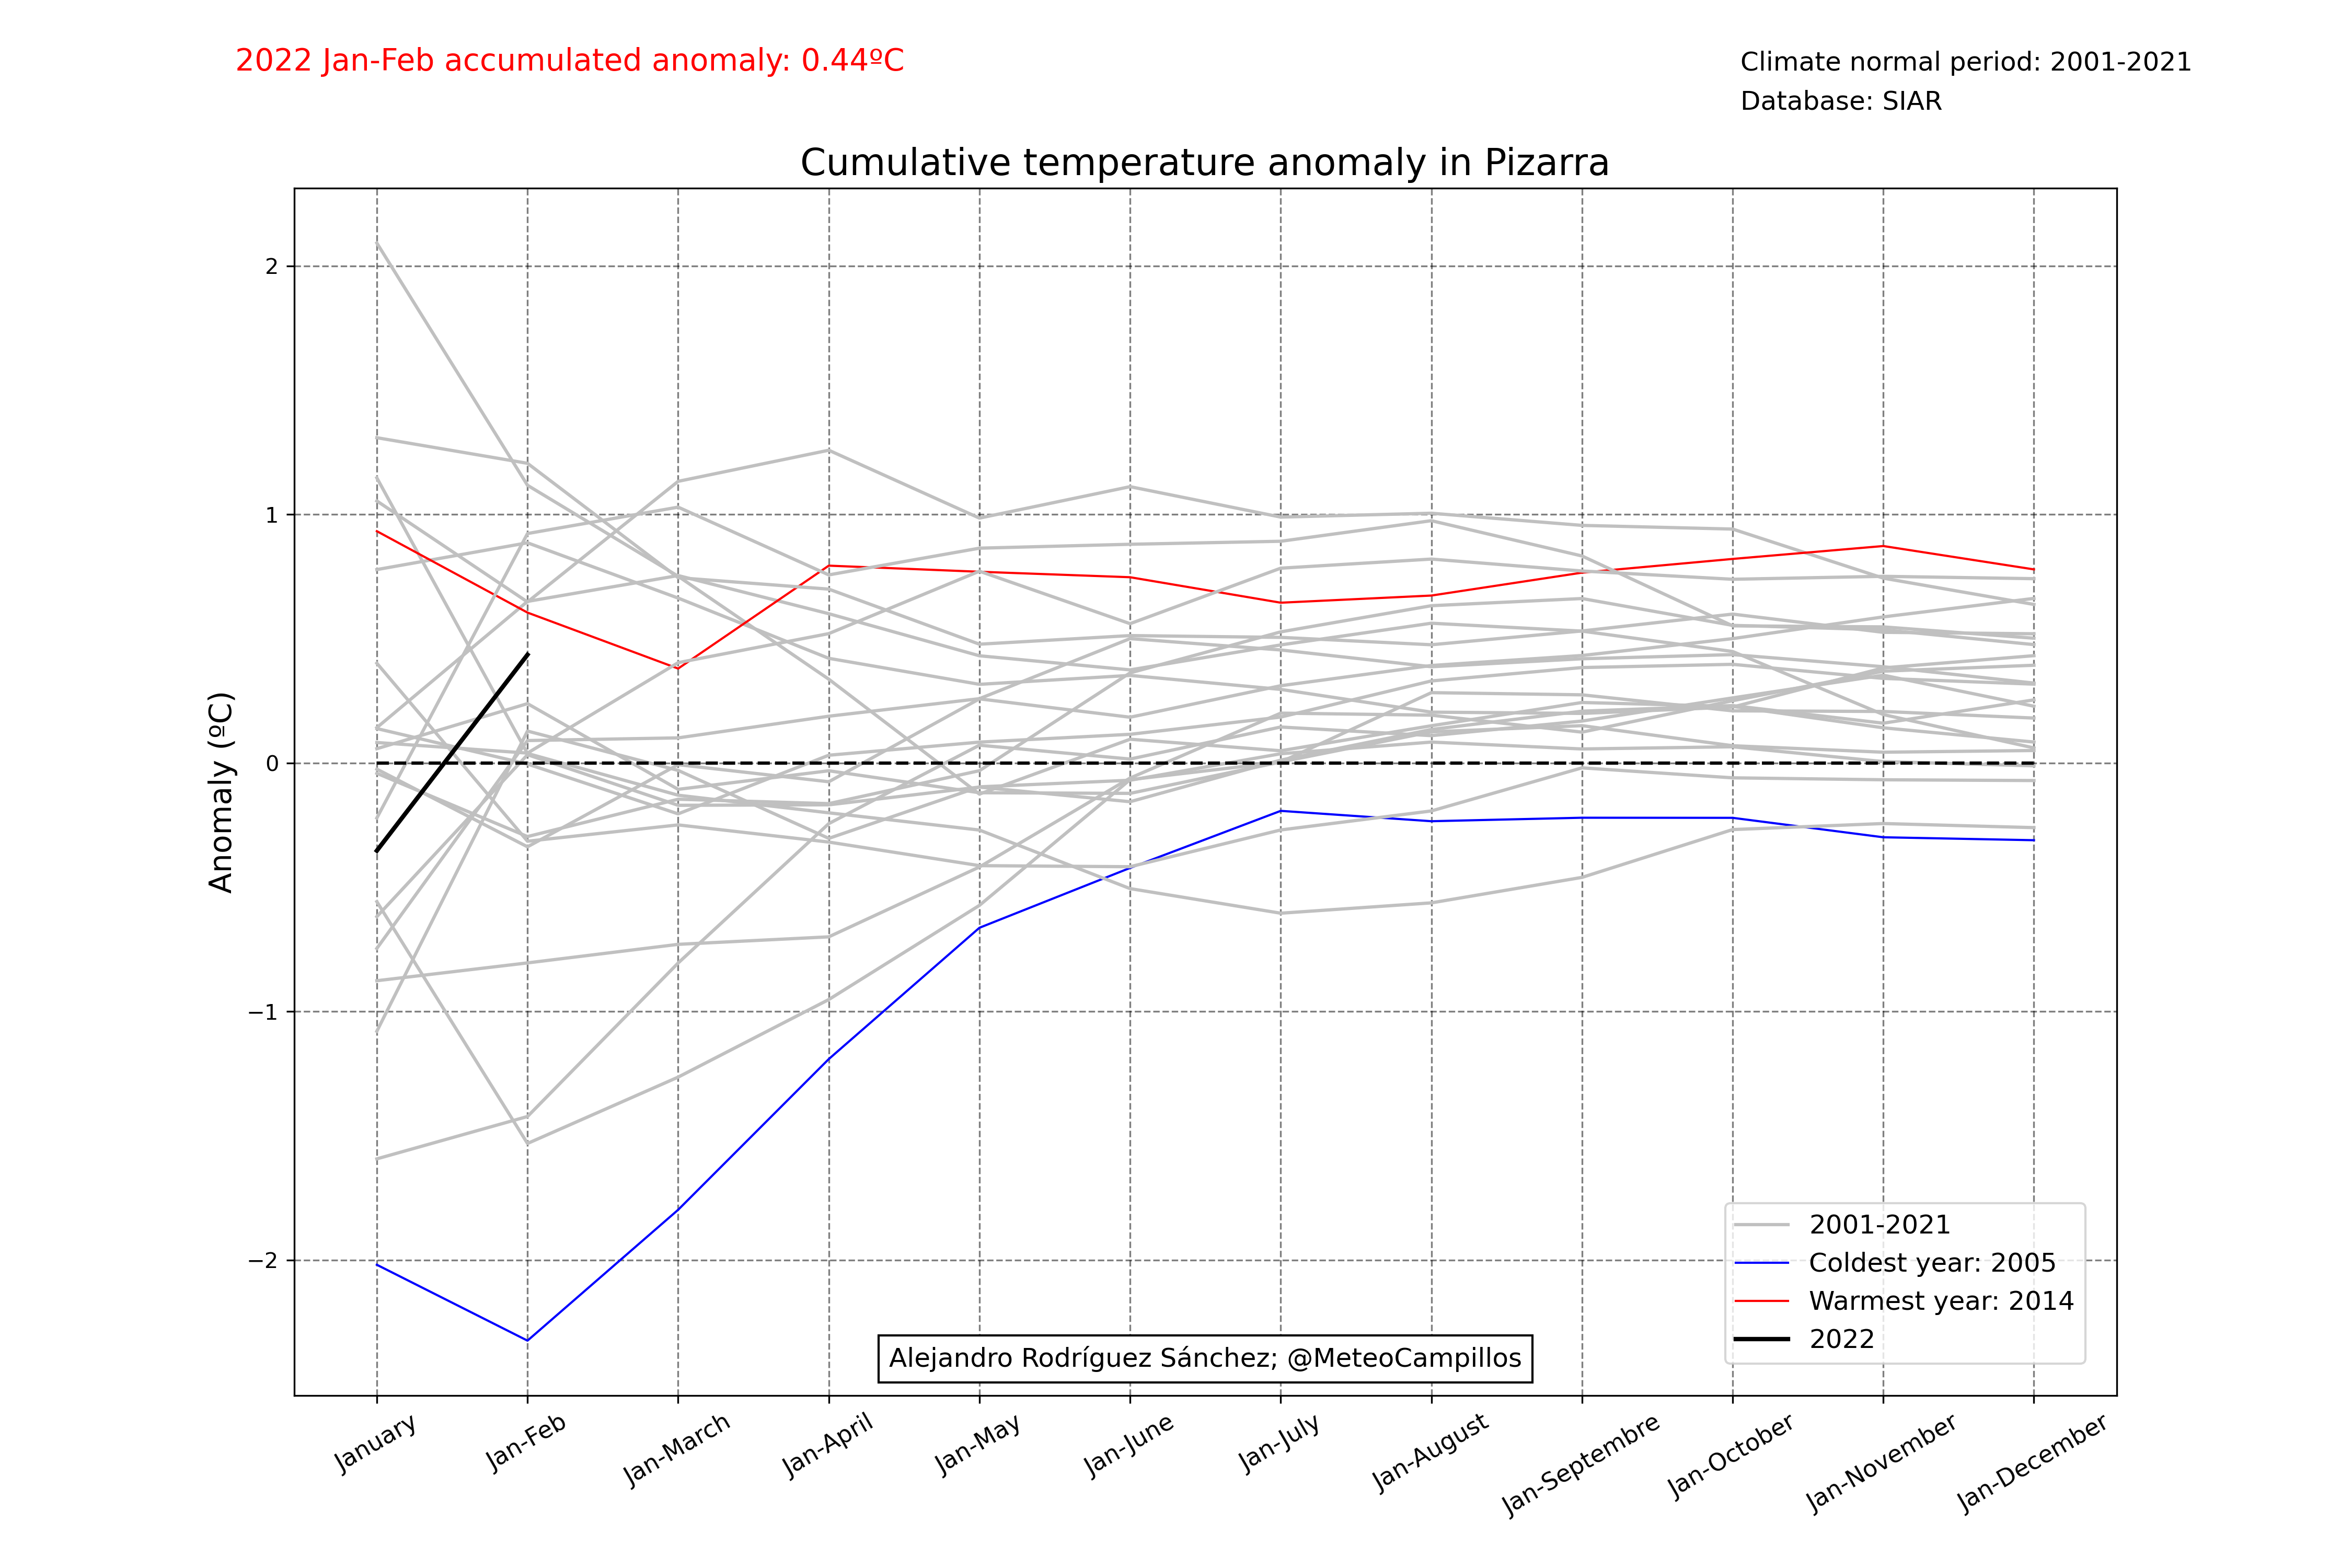 2022 Jan-Feb accumulated anomaly: 0.44ºC
Climate normal period: 2001-2021
Database: SIAR
Cumulative temperature anomaly in Pizarra
Anomaly (ºC)
2
1
0
−1
−2
2001-2021
Coldest year: 2005
Warmest year: 2014
2022
Alejandro Rodríguez Sánchez; @MeteoCampillos
January
Jan-Feb
Jan-March
Jan-April
Jan-May
Jan-June
Jan-July
Jan-August
Jan-Septembre
Jan-October
Jan-November
Jan-December